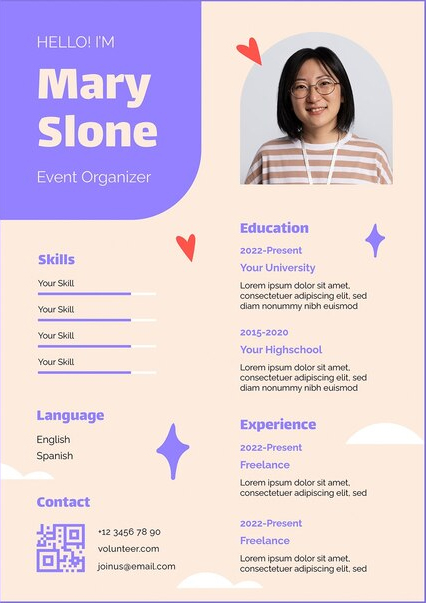 HELLO! I'M
Mary
Slone
Event Organizer
Skills
Your Skill
Your Skill
Your Skill
Your Skill
Language
English
Spanish
Contact
+12 3456 78 90
volunteer.com
joinus@email.com
Education
2022-Present
Your University
Lorem ipsum dolor sit amet,
consectetuer adipiscing elit, sed
diam nonummy nibh euismod
2015-2020
Your Highschool
Lorem ipsum dolor sit amet,
consectetuer adipiscing elit, sed
diam nonummy nibh euismod
Experience
2022-Present
Freelance
Lorem ipsum dolor sit amet,
consectetuer adipiscing elit, sed
2022-Present
Freelance
Lorem ipsum dolor sit amet,
consectetuer adipiscing elit, sed